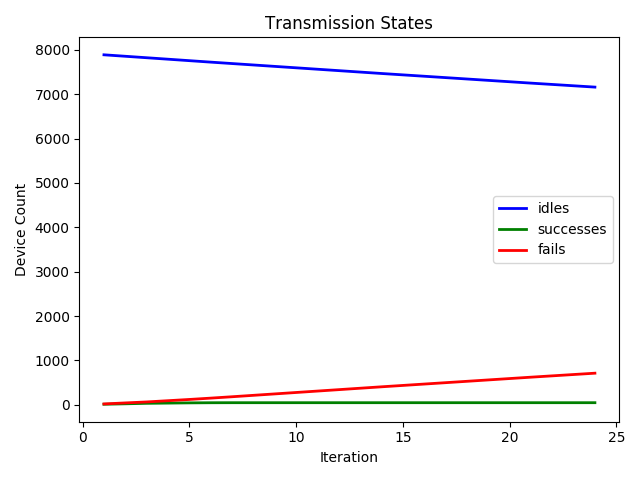 Transmission States
Device Count
8000
7000
6000
5000
4000
3000
2000
1000
0
idles
successes
fails
0 5 10 15 20 25
Iteration